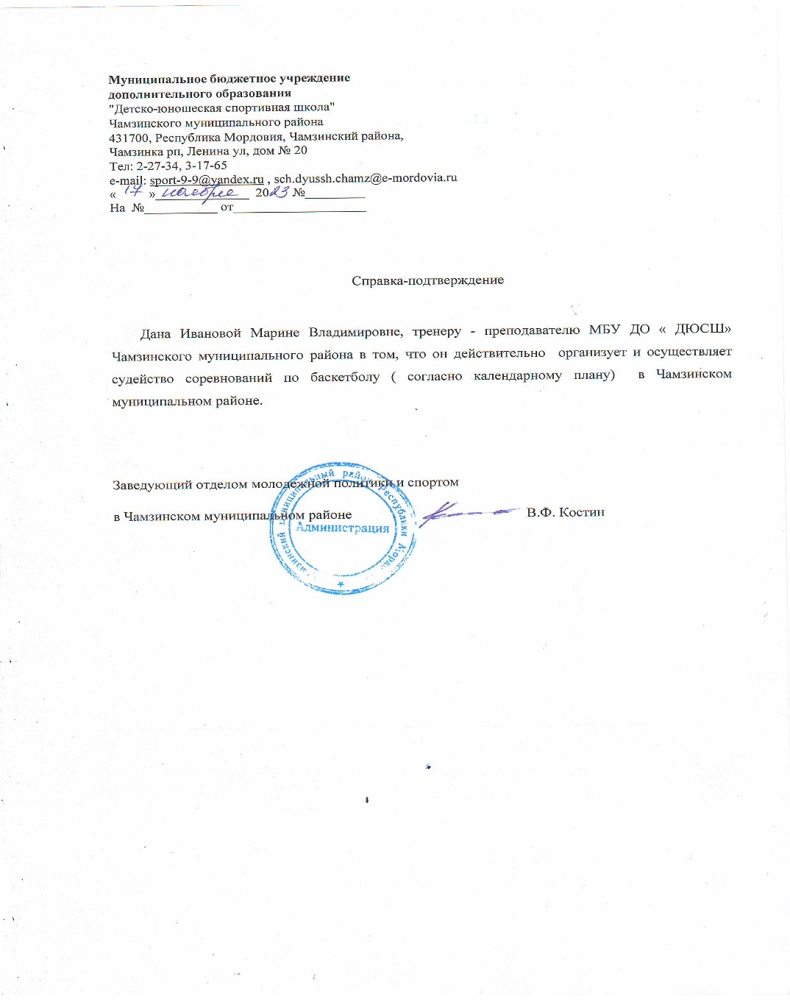 Муниципальное бюджетное учреждение
дополнительного образования
"Детско-юношеская спортивная школа"
Чамзинского муниципального района
431700, Республика Мордовия, Чамзинский района,
Чамзинка рп, Ленина ул, дом № 20
Тел: 2-27-34, 3-17-65
e-mail: sport-9-9@yandex.ru , sch.dyussh.chamz@e-mordovia.ru
« 17 » ноября 2023 №_________
На №___________ от____________________
Справка-подтверждение
Дана Ивановой Марине Владимировне, тренеру - преподавателю МБУ ДО « ДЮСШ»
Чамзинского муниципального района в том, что он действительно организует и осуществляет
судейство соревнований по баскетболу ( согласно календарному плану) в Чамзинском
муниципальном районе.
Заведующий отделом молодежной политики и спортом
в Чамзинском муниципальном районе В.Ф. Костин
муниципальный район Республики
Администрация